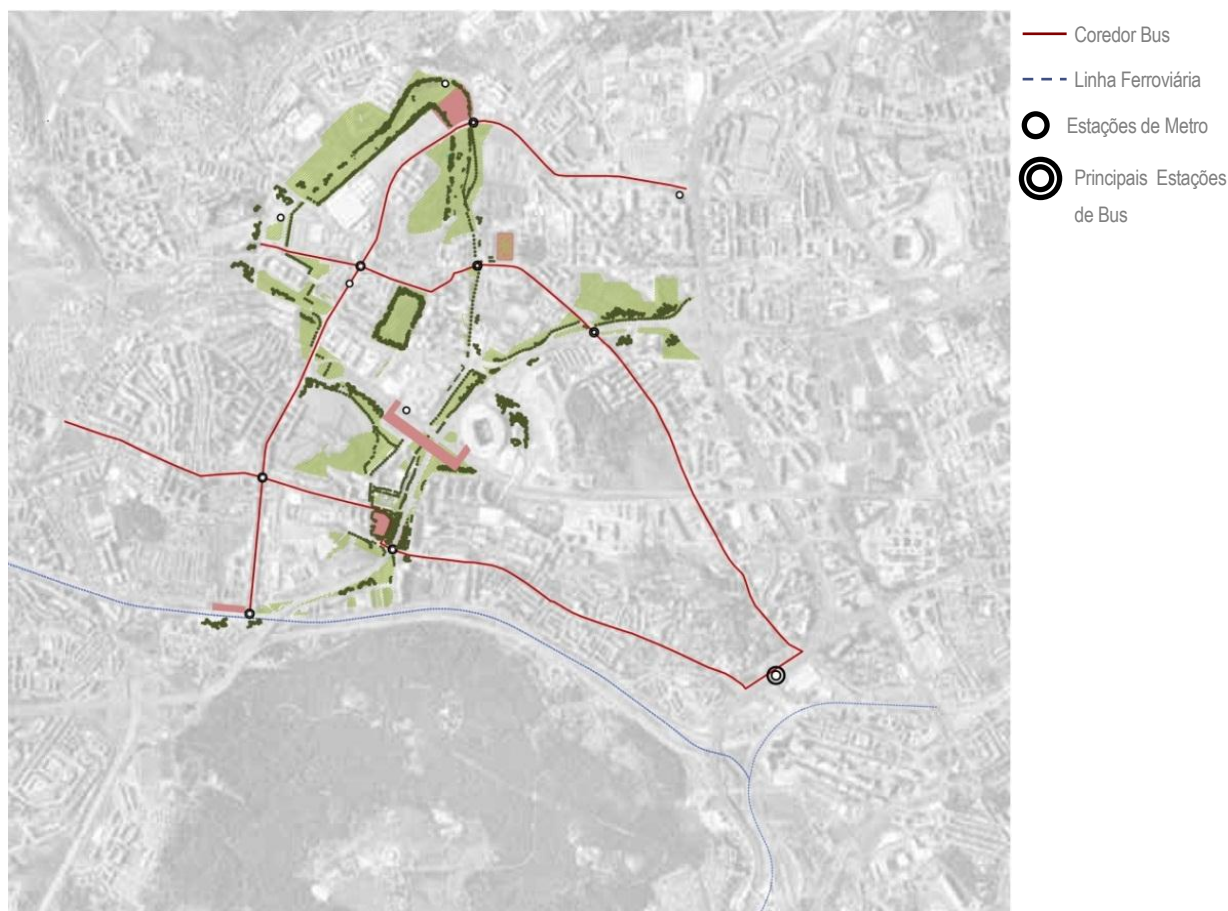 Coredor Bus
Linha Ferroviária
Estações de Metro
Principais Estações
de Bus